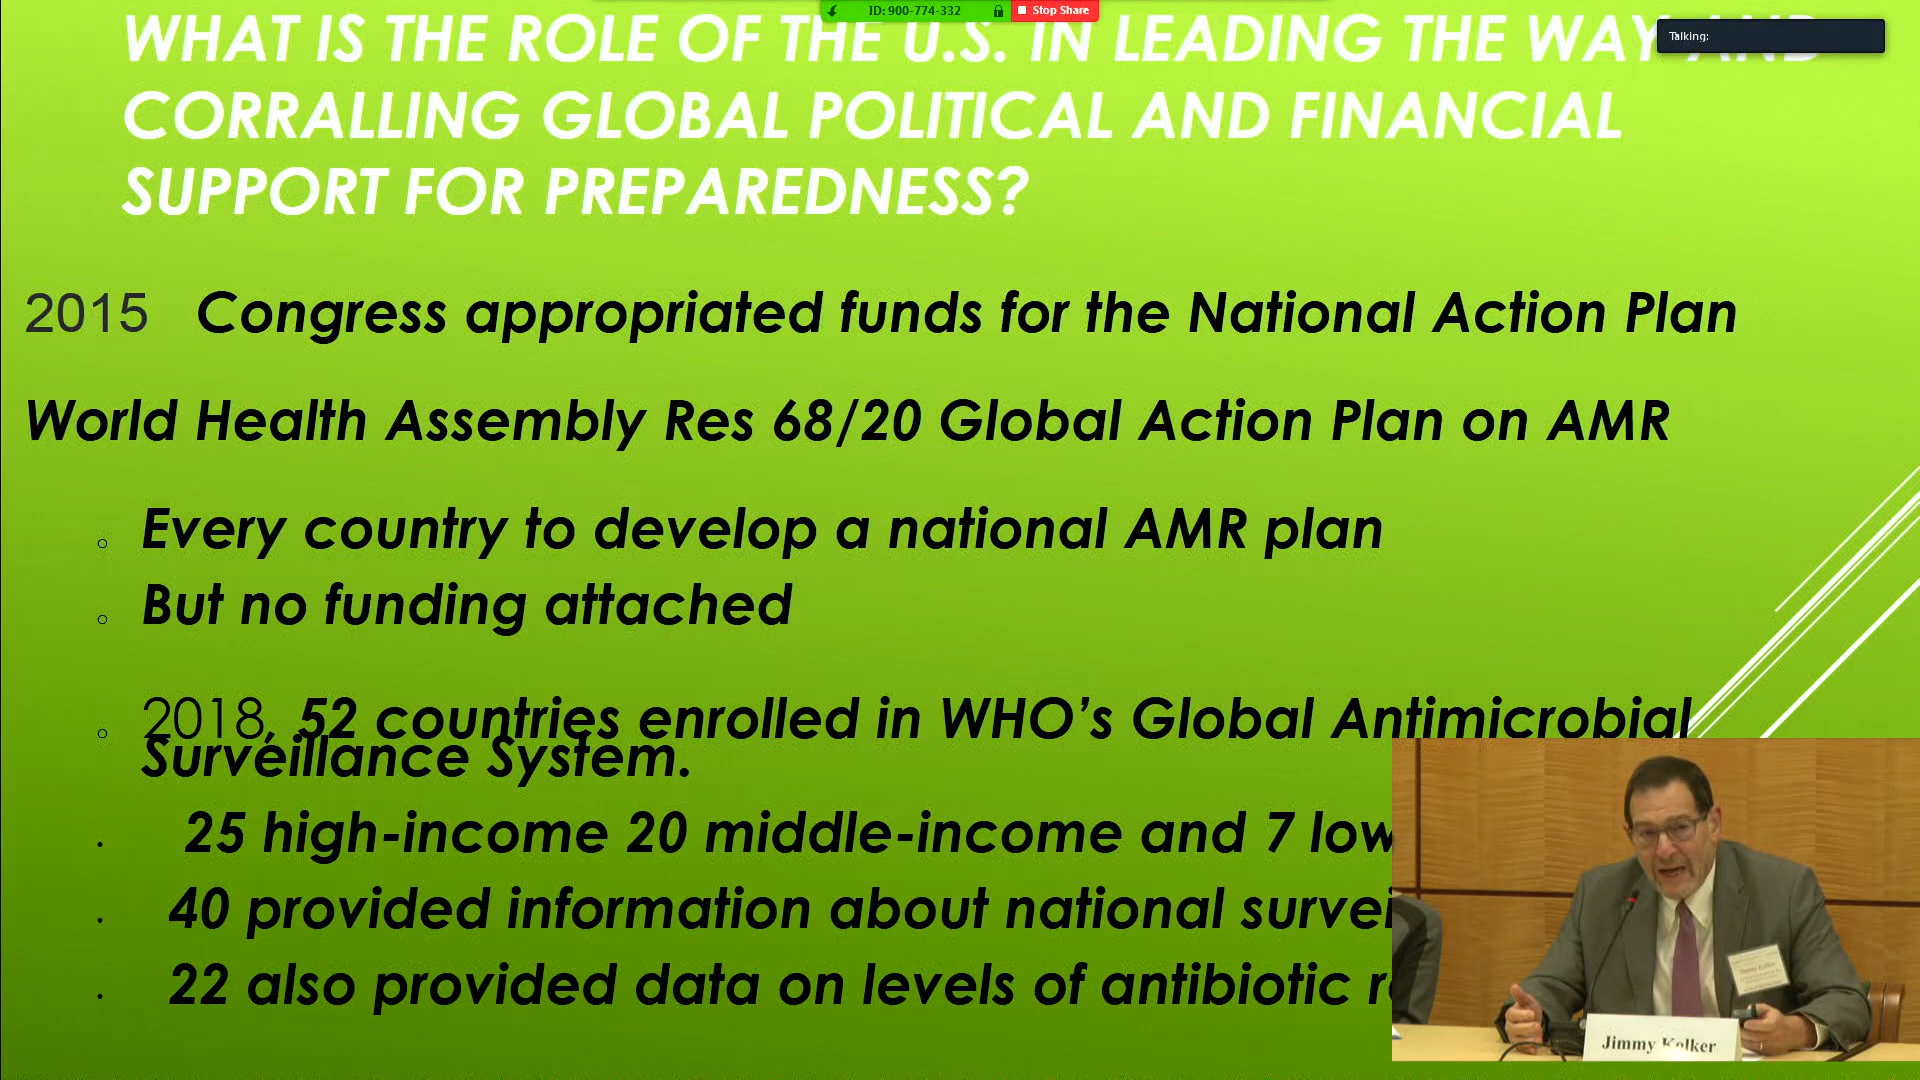 ID: 900-774-332
Stop Share
Talking:
WHAT IS THE ROLE OF THE U.S. IN LEADING THE WAY AND
CORRALLING GLOBAL POLITICAL AND FINANCIAL
SUPPORT FOR PREPAREDNESS?
2015 Congress appropriated funds for the National Action Plan
World Health Assembly Res 68/20 Global Action Plan on AMR
Every country to develop a national AMR plan
But no funding attached
2018, 52 countries enrolled in WHO’s Global Antimicrobial
Surveillance System.
25 high-income 20 middle-income and 7 low
40 provided information about national
22 also provided data on levels of antibiotic
Jimmy Kolker